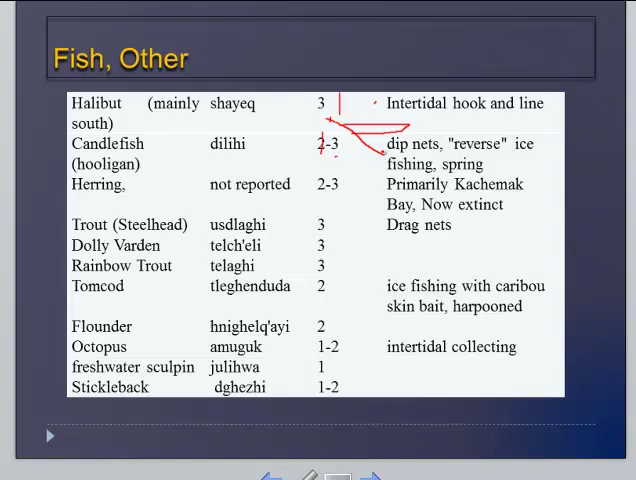 Fish, Other
Halibut (mainly south) shayeq 3 Intertidal hook and line
Candlefish (hooligan) dilihi 2-3 dip nets, "reverse" ice fishing, spring
Herring, not reported 2-3 Primarily Kachemak Bay, Now extinct
Trout (Steelhead) usdlaghi 3 Drag nets
Dolly Varden telch'eli 3
Rainbow Trout telaghi 3
Tomcod tleghenduda 2 ice fishing with caribou skin bait, harpooned
Flounder hnighelq'ayi 2
Octopus amuguk 1-2 intertidal collecting
freshwater sculpin julihwa 1
Stickleback dghezhi 1-2